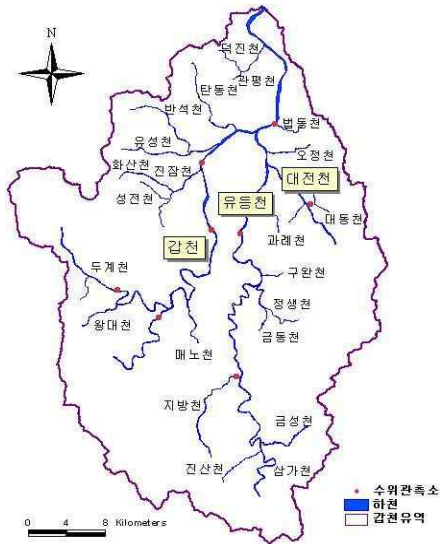 N
덕진천
관평천
탄동천
반석천
법동천
유성천
오정천
화산천
진잠천
대전천
성전천
유등천
대동천
갑천
과례천
두계천
구완천
정생천
왕대천
금동천
매노천
지방천
금성천
진산천
삼가천
수위관측소
하천
갑천유역
0 4 8 Kilometers